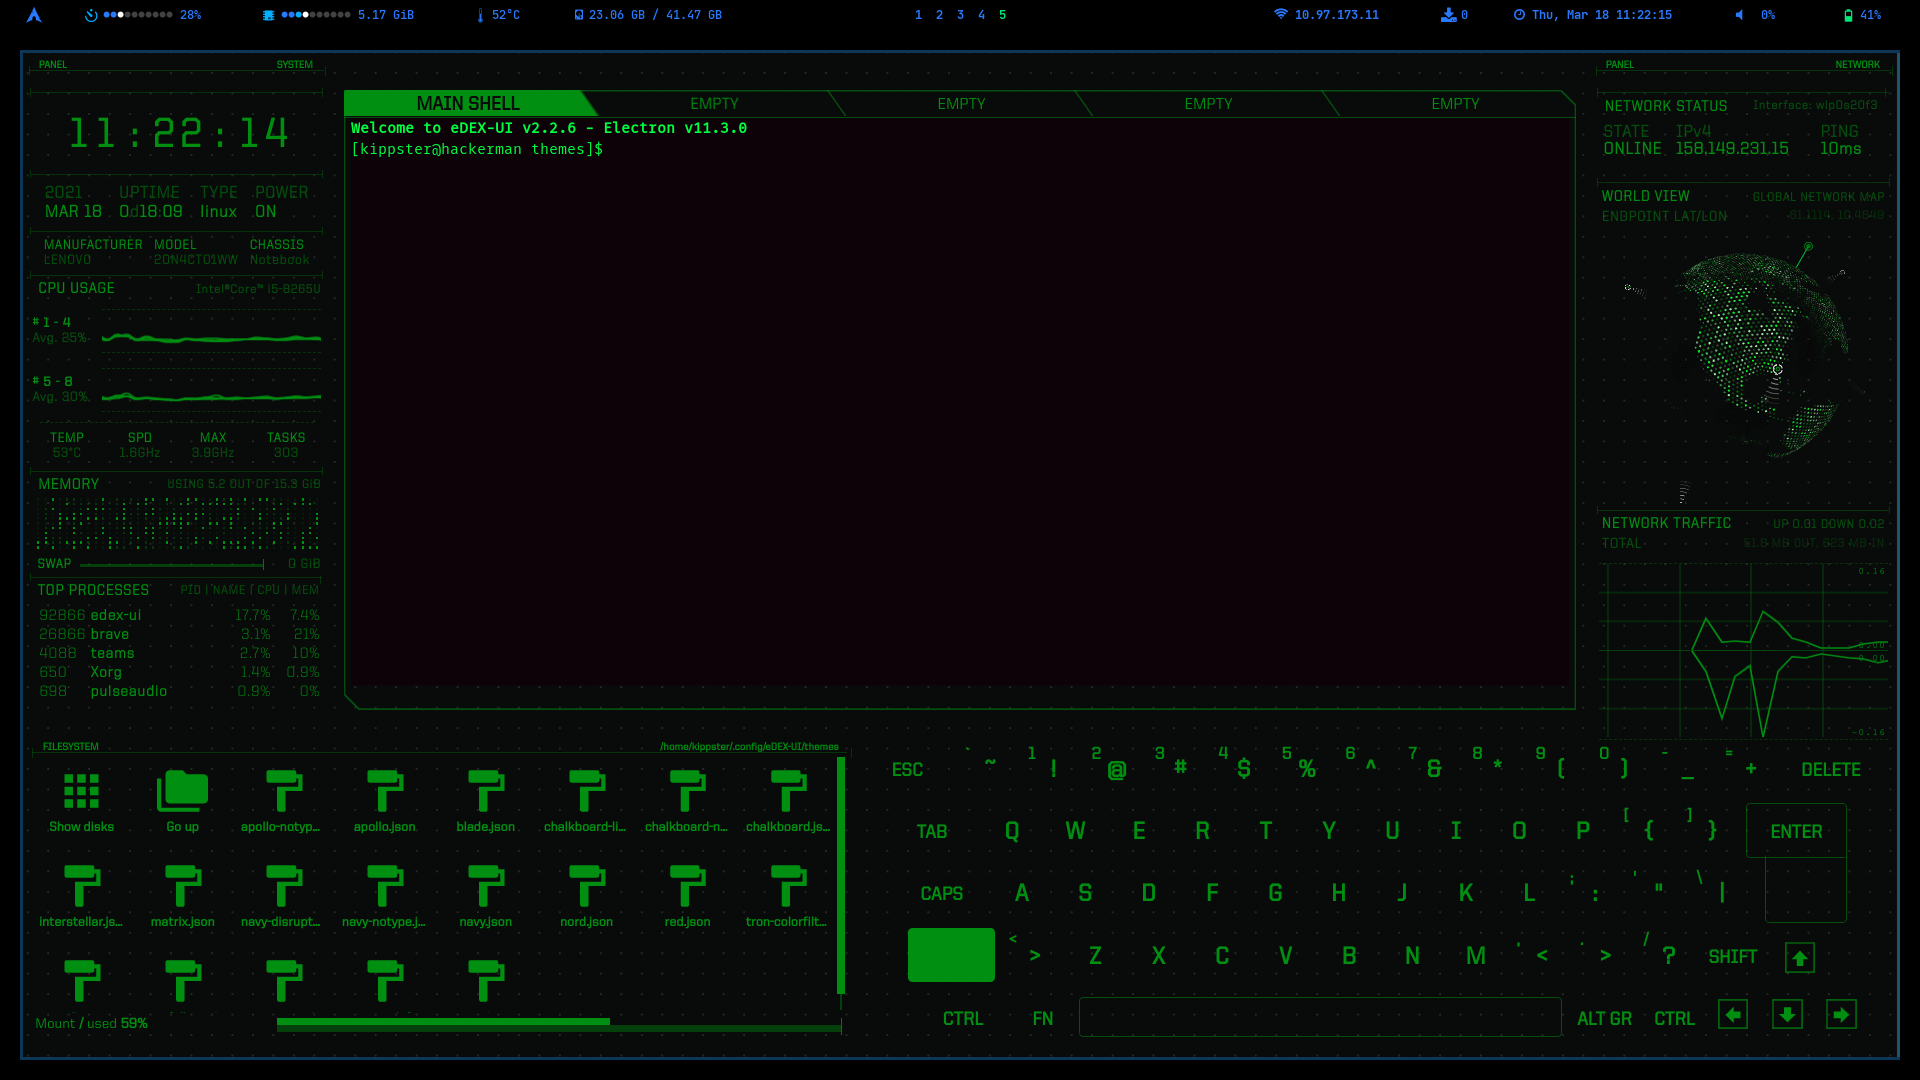 28% 5.17 GiB 52°C 23.06 GB / 41.47 GB 1 2 3 4 5 10.97.173.11 0 Thu, Mar 18 11:22:15 0% 41%
PANEL SYSTEM
11:22:14
2021 UPTIME TYPE POWER
MAR 18 0d18:09 linux ON
MANUFACTURER MODEL CHASSIS
LENOVO 20N4CTO1WW Notebook
CPU USAGE Intel®Core™ i5-8265U
# 1 - 4
Avg. 25%
# 5 - 8
Avg. 30%
TEMP SPD MAX TASKS
53°C 1.6GHz 3.9GHz 303
MEMORY USING 5.2 OUT OF 15.3 GiB
SWAP 0 GiB
TOP PROCESSES PID | NAME | CPU | MEM
92866 edex-ui 17.7% 7.4%
26866 brave 3.1% 21%
4088 teams 2.7% 10%
650 Xorg 1.4% 0.9%
698 pulseaudio 0.9% 0%
MAIN SHELL EMPTY EMPTY EMPTY EMPTY
Welcome to eDEX-UI v2.2.6 - Electron v11.3.0
[kippster@hackerman themes]$
PANEL NETWORK
NETWORK STATUS Interface: wlp0s20f3
STATE IPv4 PING
ONLINE 158.149.231.15 10ms
WORLD VIEW GLOBAL NETWORK MAP
ENDPOINT LAT/LON 61.1114, 10.4649
NETWORK TRAFFIC UP 0.01 DOWN 0.02
TOTAL 51.8 MB OUT, 623 MB IN
0.16
0.00
0.00
-0.16
FILESYSTEM /home/kippster/.config/eDEX-UI/themes
Show disks Go up apollo-notyp... apollo.json blade.json chalkboard-li... chalkboard-n... chalkboard.js...
interstellar.js... matrix.json navy-disrupt... navy-notype.j... navy.json nord.json red.json tron-colorfilt...
Mount / used 59%
ESC ` ~ 1 ! 2 @ 3 # 4 $ 5 % 6 ^ 7 & 8 * 9 ( 0 ) - _ = + DELETE
TAB Q W E R T Y U I O P [ { ] } ENTER
CAPS A S D F G H J K L ; : ' " \ |
< > Z X C V B N M , < . > / ? SHIFT
CTRL FN ALT GR CTRL